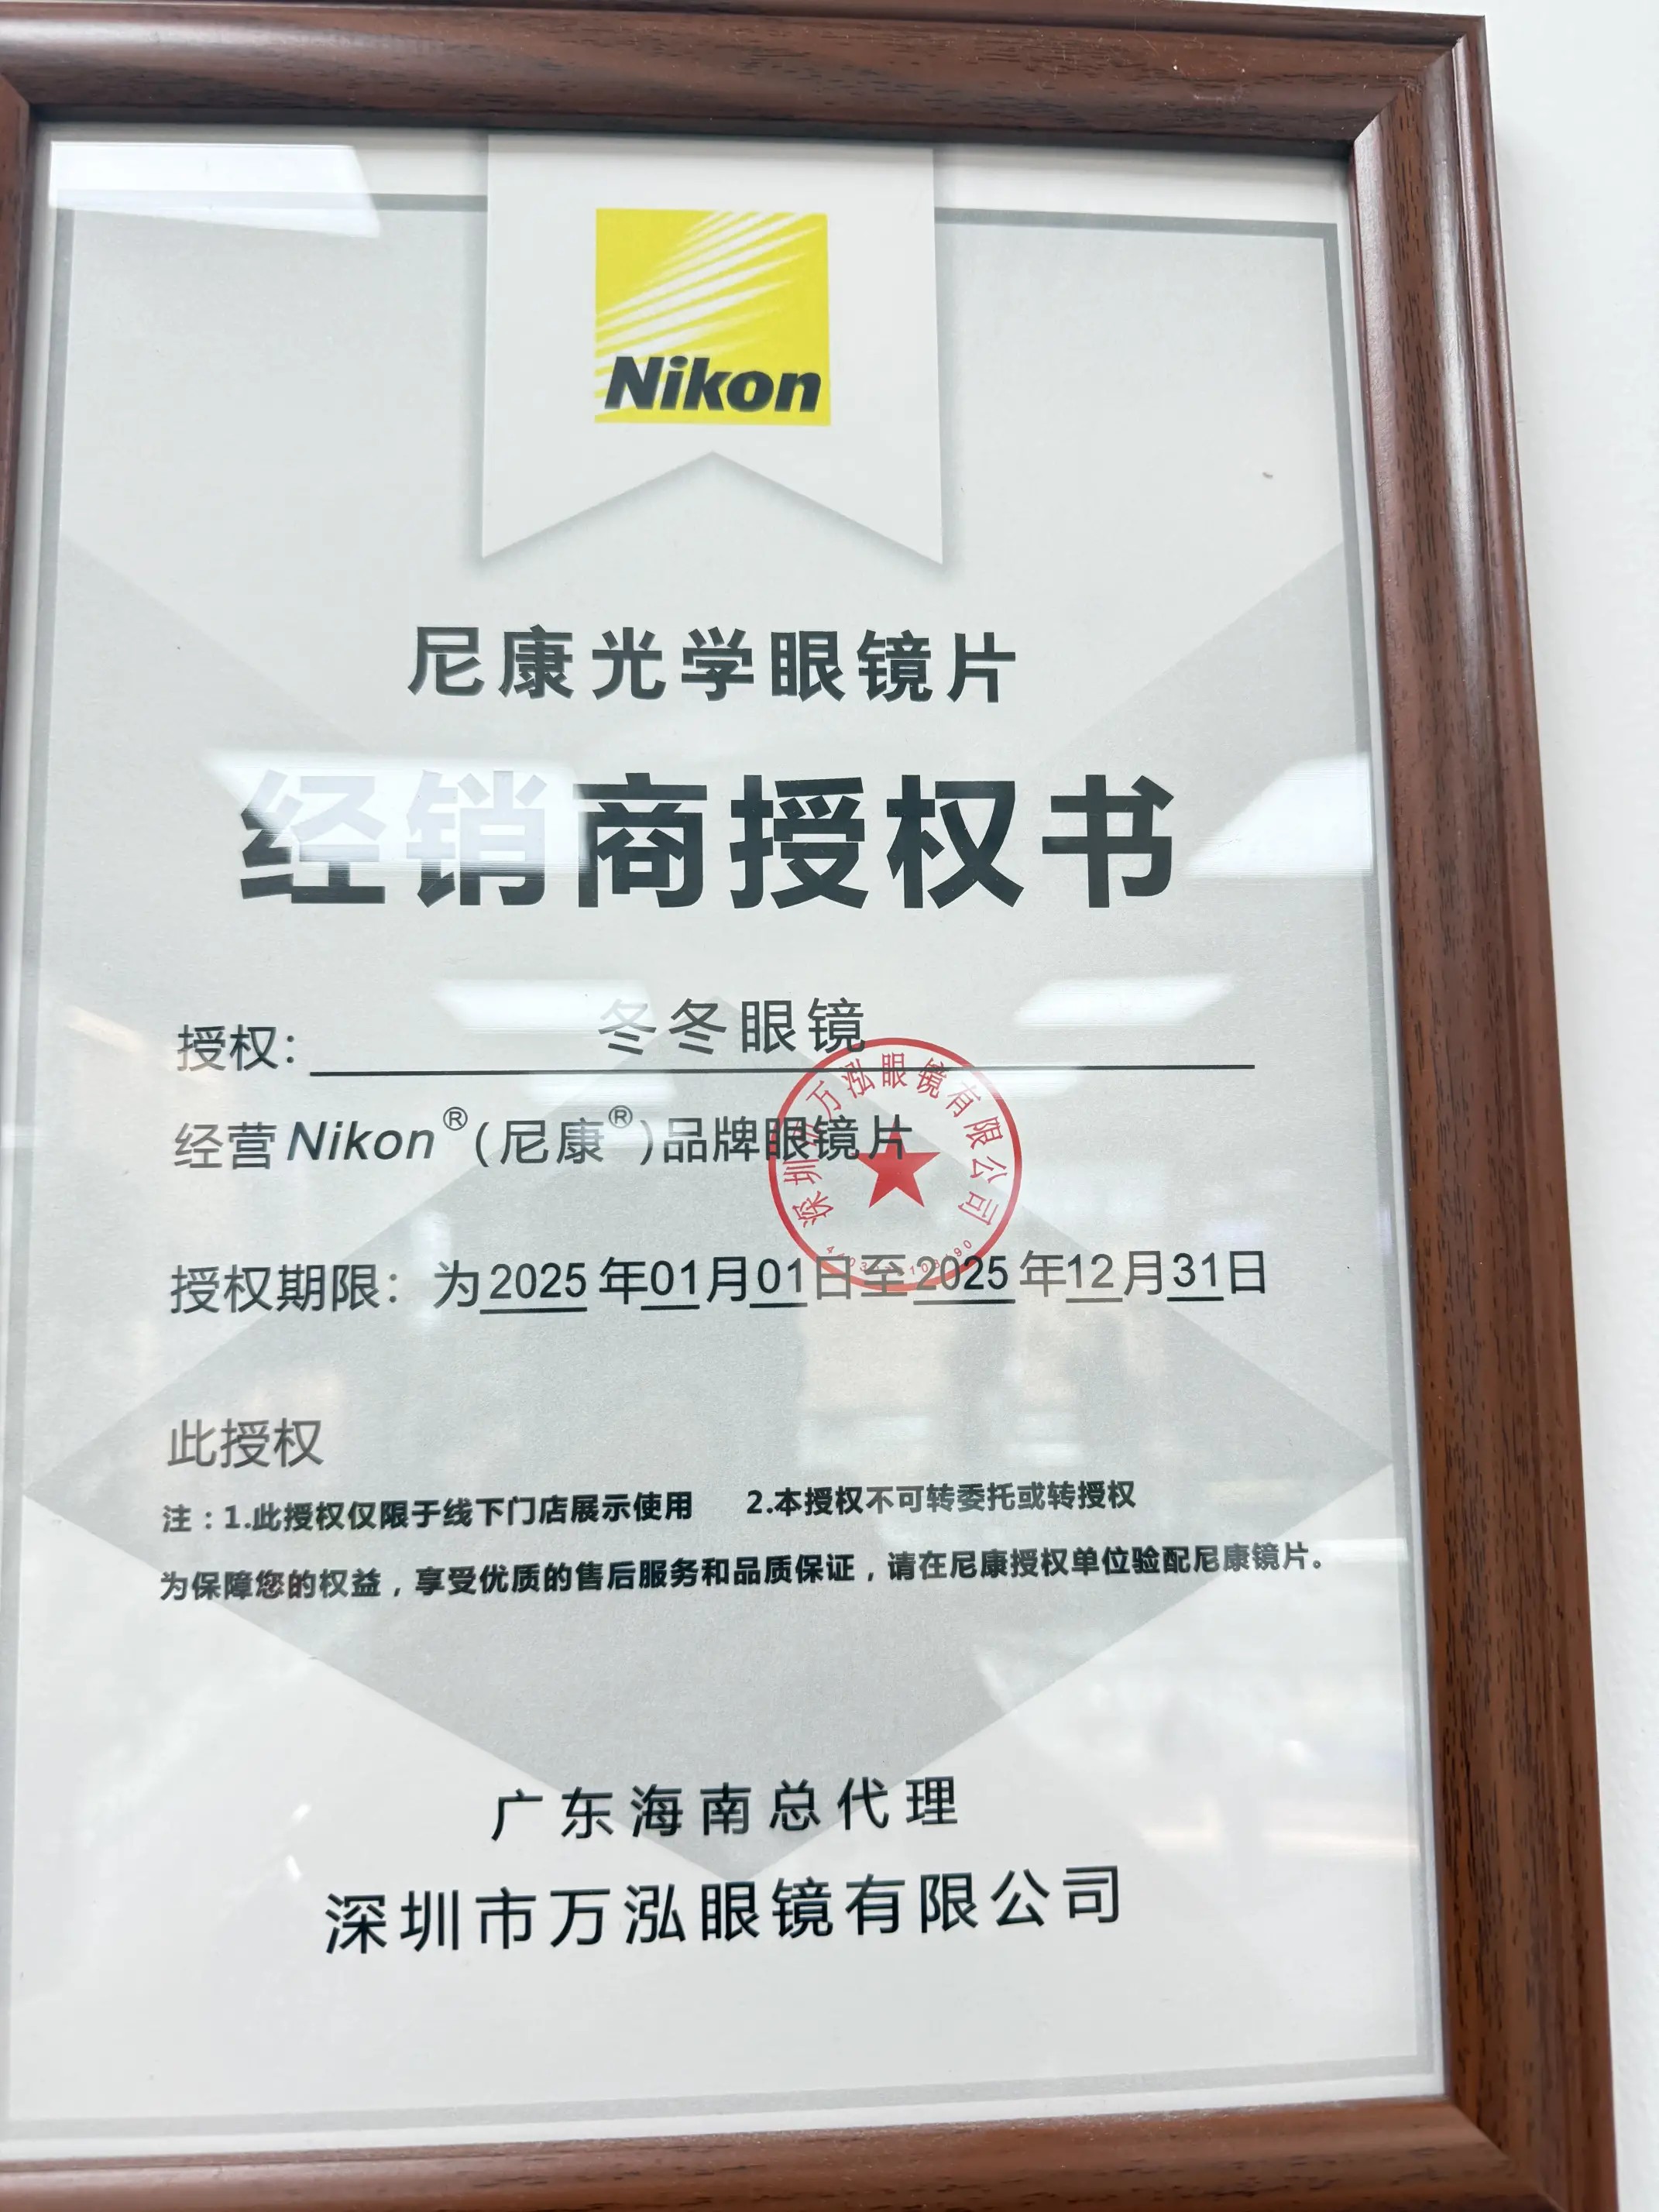 Nikon
尼康光学眼镜片
经销商授权书
授权：冬冬眼镜
经营Nikon®(尼康®)品牌眼镜片
深圳市万泓眼镜有限公司
授权期限：为2025年01月01日至2025年12月31日
此授权
注：1.此授权仅限于线下门店展示使用 2.本授权不可转委托或转授权
为保障您的权益，享受优质的售后服务和品质保证，请在尼康授权单位验配尼康镜片。
广东海南总代理
深圳市万泓眼镜有限公司